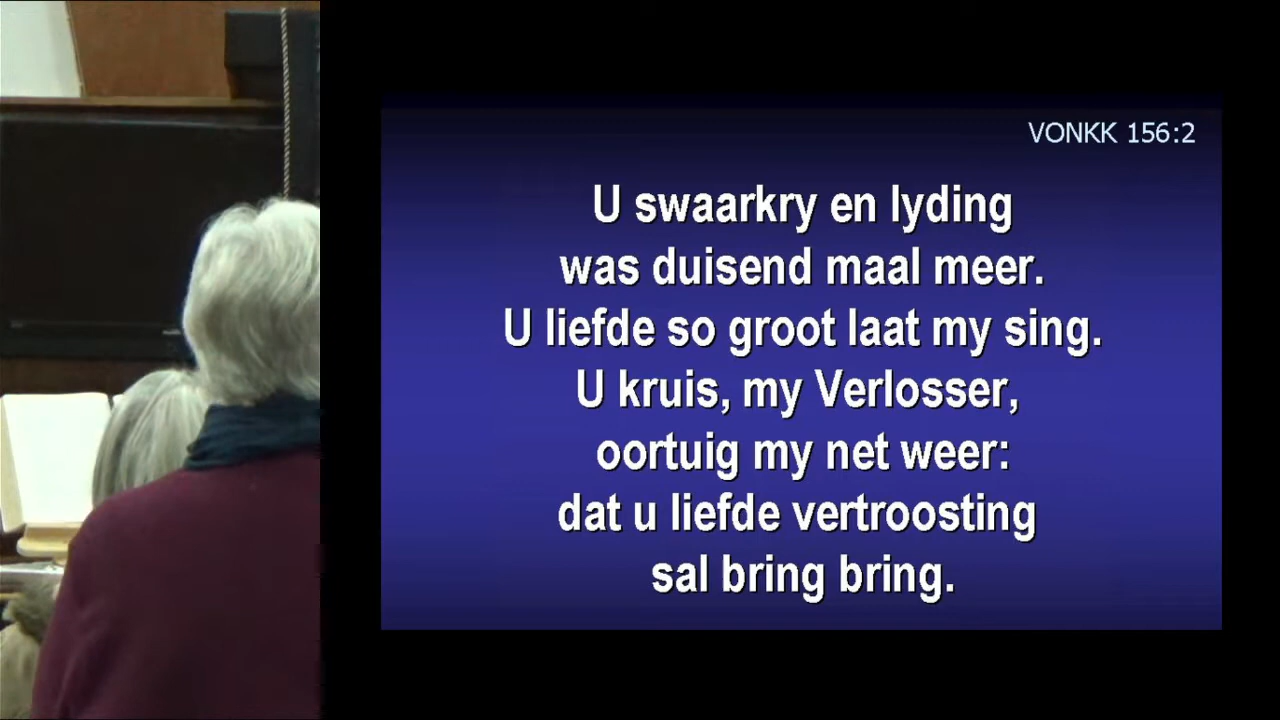 VONKK 156:2
U swaarkry en lyding
was duisend maal meer.
U liefde so groot laat my sing.
U kruis, my Verlosser,
oortuig my net weer:
dat u liefde vertroosting
sal bring bring.